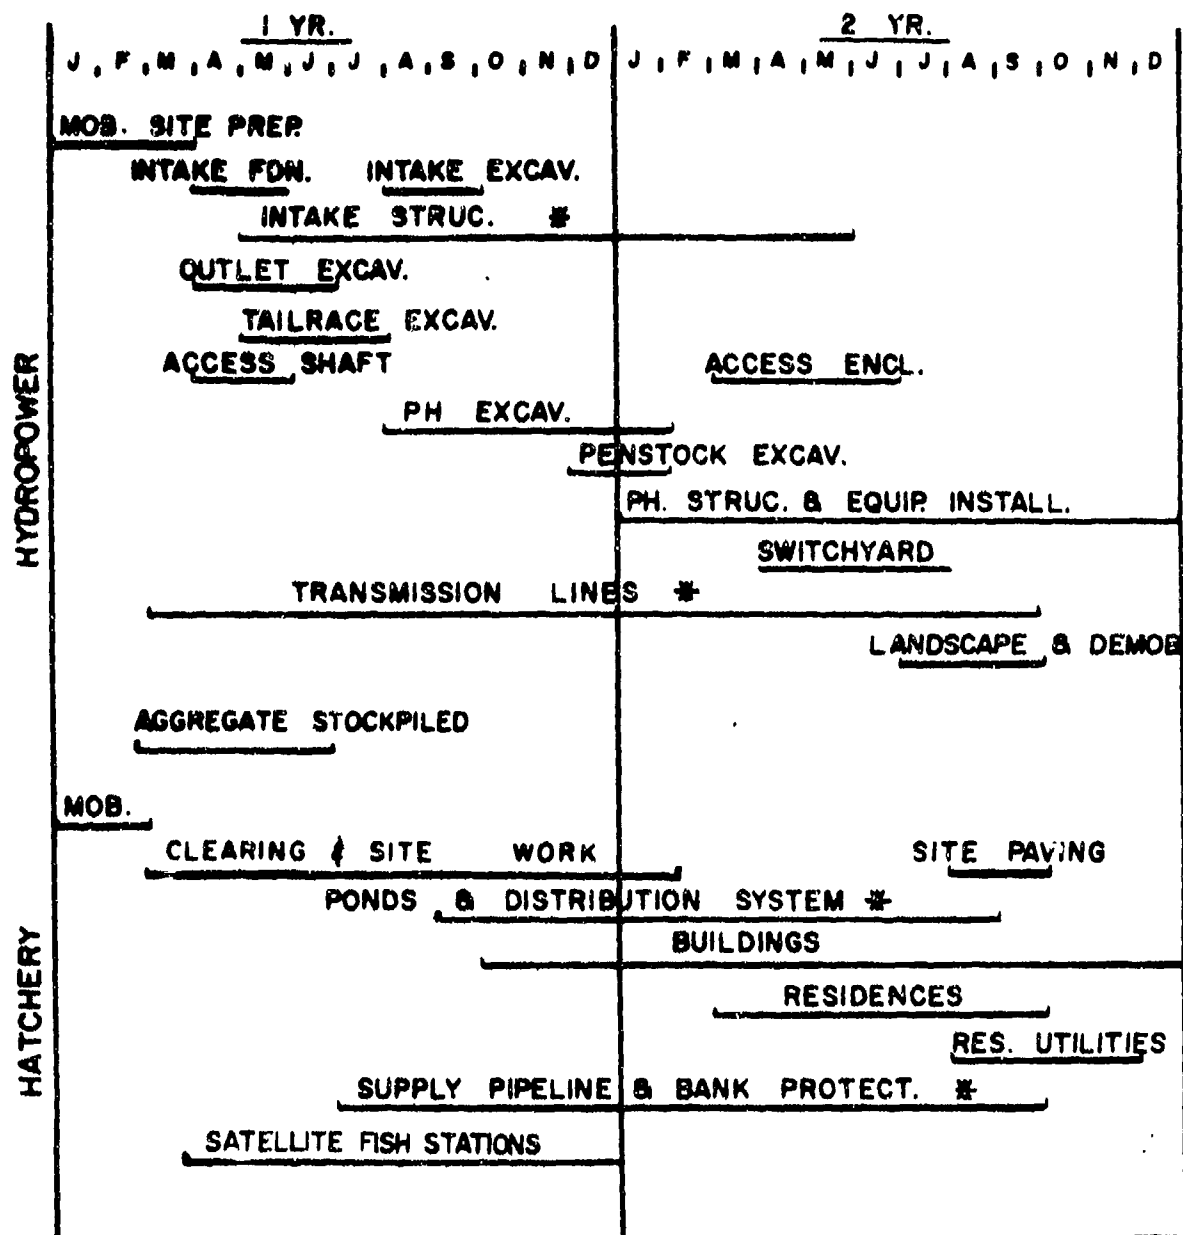 1 YR. 2 YR.
J F M A M J J A S O N D J F M A M J J A S O N D
MOB. SITE PREP.
INTAKE FDN. INTAKE EXCAV.
INTAKE STRUC. *
OUTLET EXCAV.
TAILRACE EXCAV.
ACCESS SHAFT ACCESS ENCL.
PH EXCAV.
PENSTOCK EXCAV.
PH. STRUC. & EQUIP. INSTALL.
SWITCHYARD
TRANSMISSION LINES *
LANDSCAPE & DEMOB
HYDROPOWER
AGGREGATE STOCKPILED
MOB.
CLEARING & SITE WORK SITE PAVING
PONDS & DISTRIBUTION SYSTEM *
BUILDINGS
RESIDENCES
RES. UTILITIES
SUPPLY PIPELINE & BANK PROTECT. *
SATELLITE FISH STATIONS
HATCHERY